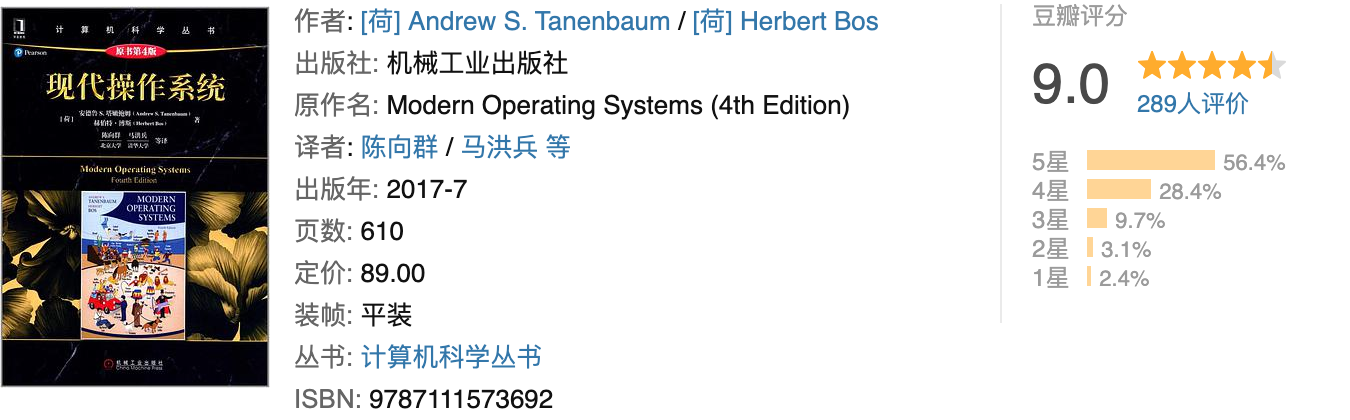 计算机科学丛书
Pearson
原书第4版
现代操作系统
[荷] 安德鲁 S. 塔嫩鲍姆 (Andrew S. Tanenbaum)
赫伯特·博斯 (Herbert Bos) 著
陈向群 马洪兵 等译
北京大学 清华大学
Modern Operating Systems
Fourth Edition
MODERN
OPERATING
SYSTEMS
机械工业出版社
China Machine Press
作者: [荷] Andrew S. Tanenbaum / [荷] Herbert Bos
出版社: 机械工业出版社
原作名: Modern Operating Systems (4th Edition)
译者: 陈向群 / 马洪兵 等
出版年: 2017-7
页数: 610
定价: 89.00
装帧: 平装
丛书: 计算机科学丛书
ISBN: 9787111573692
豆瓣评分
9.0
289人评价
5星 56.4%
4星 28.4%
3星 9.7%
2星 3.1%
1星 2.4%